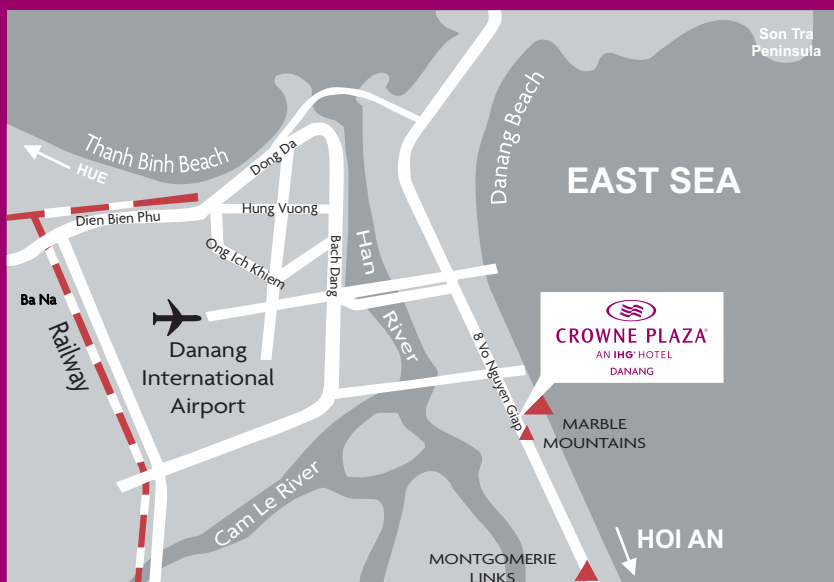 Son Tra
Peninsula
Danang Beach
Thanh Binh Beach
EAST SEA
HUE
Dong Da
Dien Bien Phu
Hung Vuong
Ong Ich Khiem
Bach Dang
Han
River
Ba Na
Railway
Danang
International
Airport
8 Vo Nguyen Giap
CROWNE PLAZA®
AN IHG® HOTEL
DANANG
MARBLE
MOUNTAINS
Cam Le River
HOI AN
MONTGOMERIE
LINKS